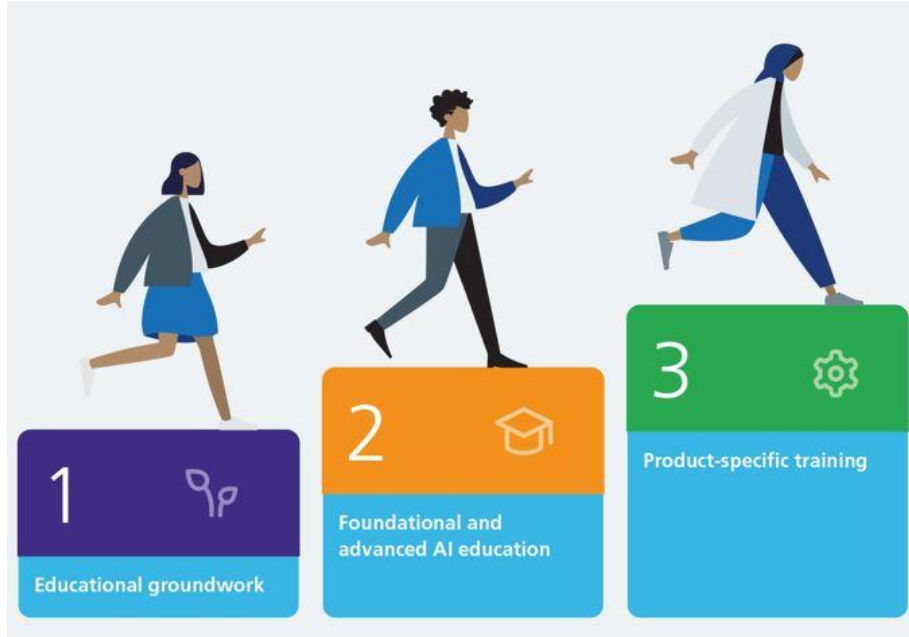 1
Educational groundwork
2
Foundational and
advanced AI education
3
Product-specific training